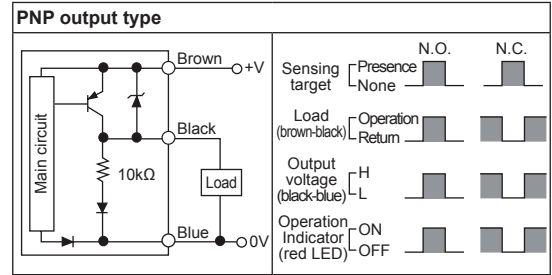 PNP output type
Main circuit
Brown
+V
Black
10kΩ
Load
Blue
0V
N.O. N.C.
Sensing target Presence None
Load (brown-black) Operation Return
Output voltage (black-blue) H L
Operation Indicator (red LED) ON OFF